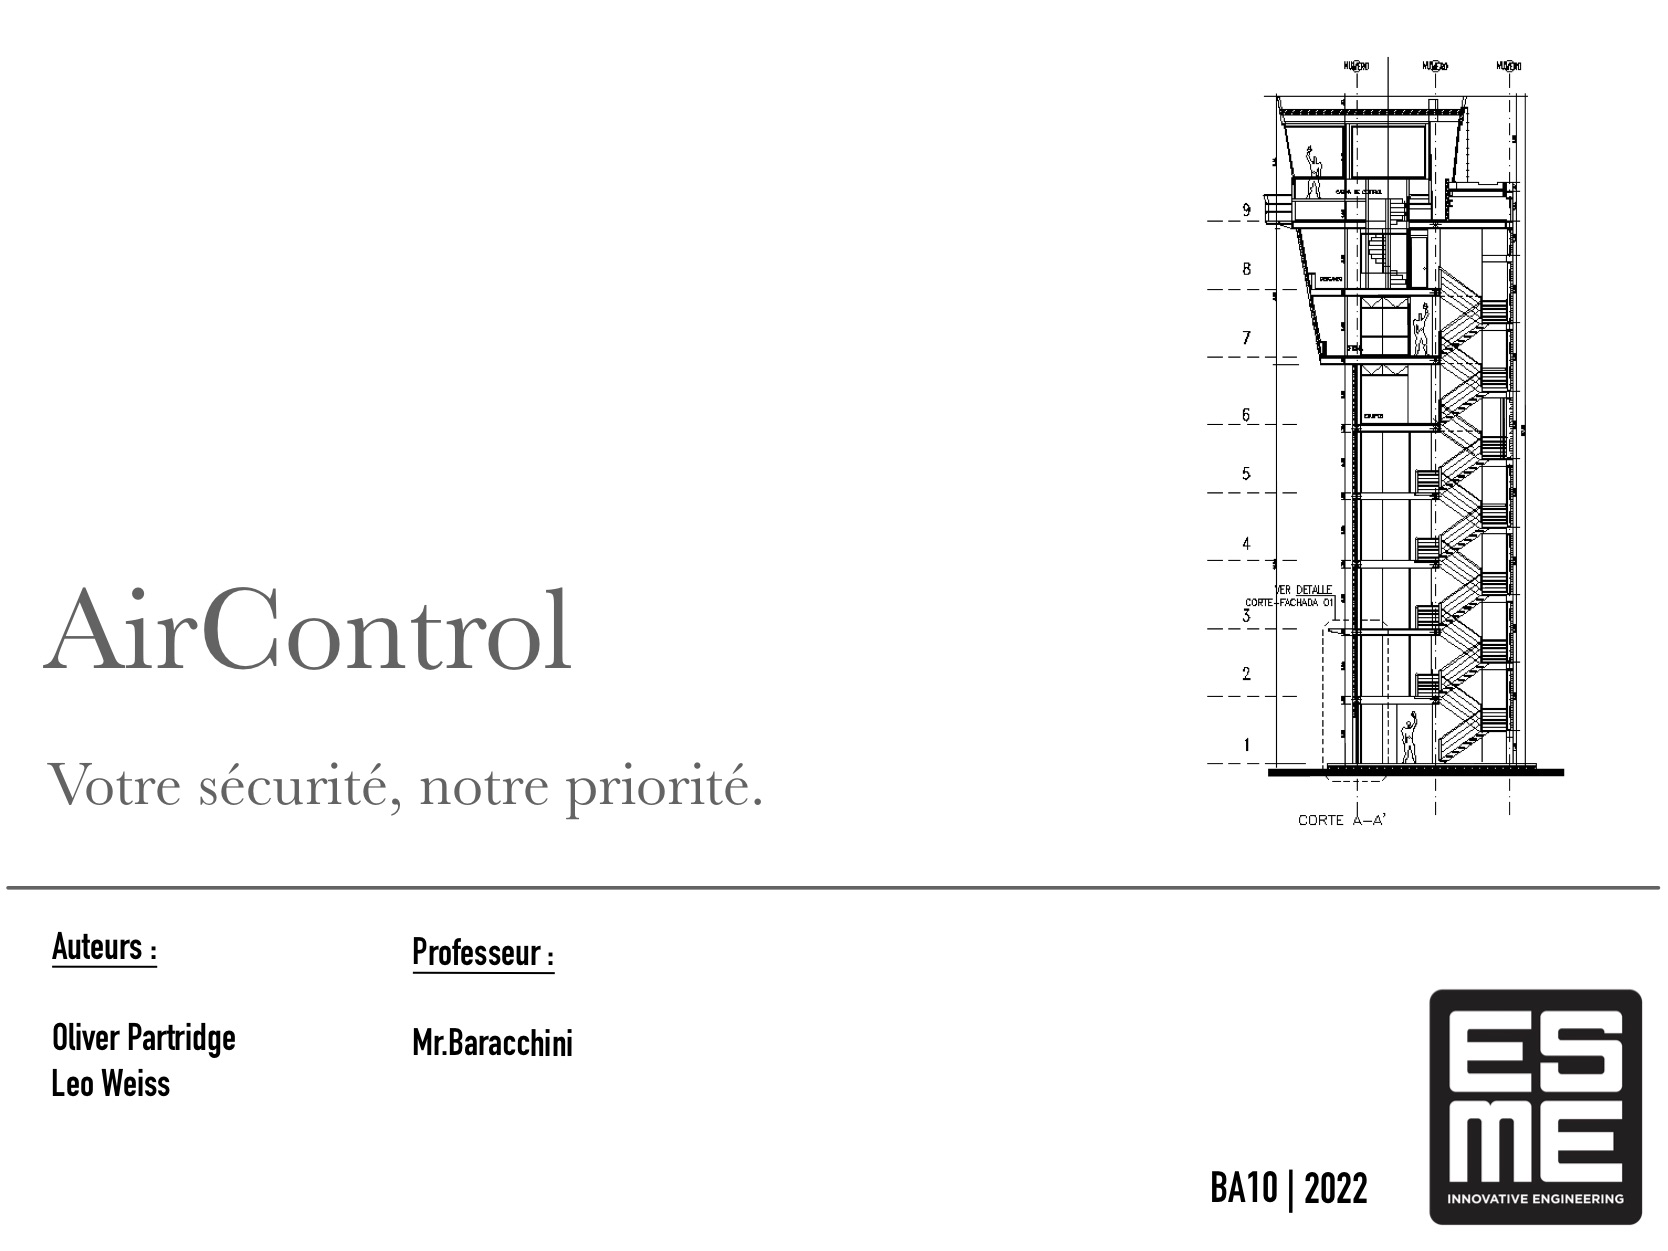 AirControl
Votre sécurité, notre priorité.
9
8
7
6
5
4
VER DETALLE
CORTE-FACHADA 01
3
2
1
CORTE A-A'
Auteurs :
Oliver Partridge
Leo Weiss
Professeur :
Mr.Baracchini
BA10 | 2022
ES
ME
INNOVATIVE ENGINEERING